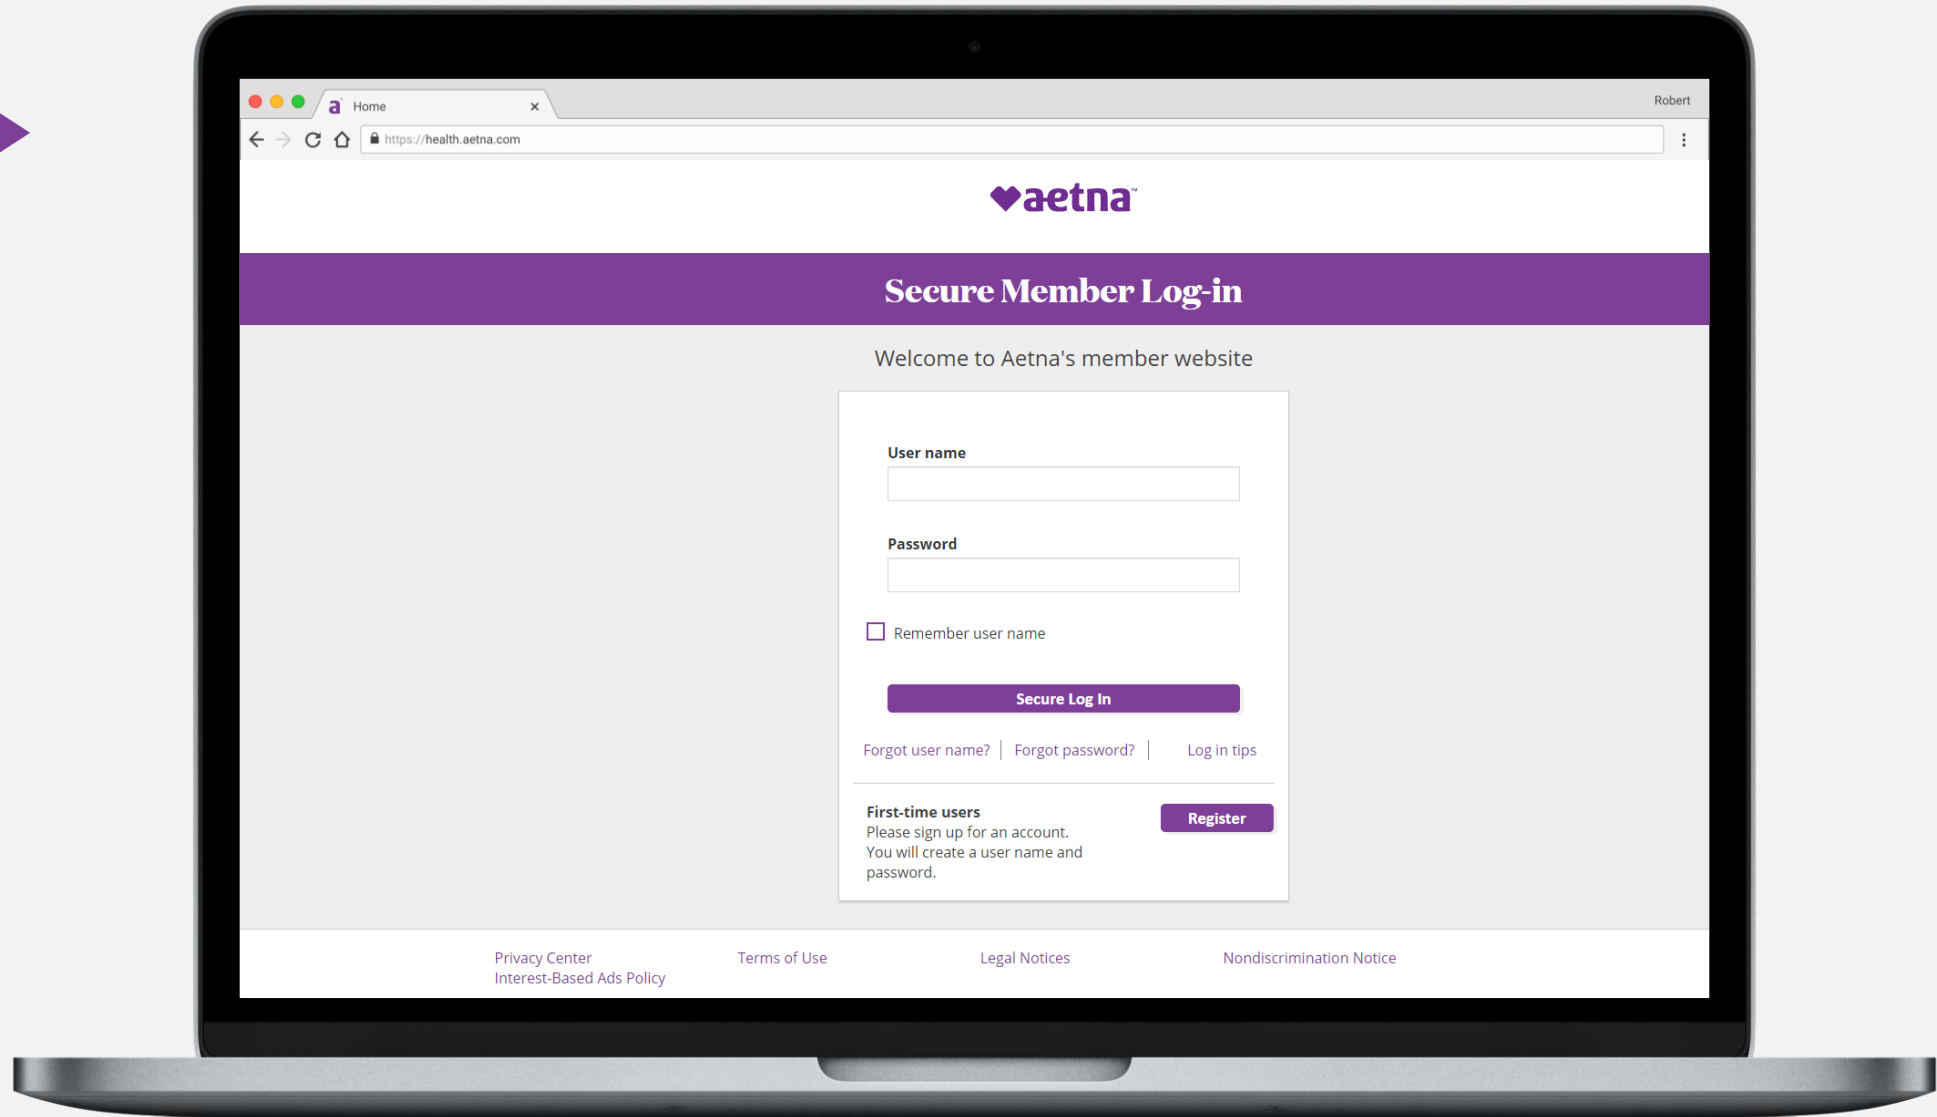 a Home
Robert
https://health.aetna.com
aetna™
Secure Member Log-in
Welcome to Aetna's member website
User name
Password
Remember user name
Secure Log In
Forgot user name? Forgot password? Log in tips
First-time users
Register
Please sign up for an account.
You will create a user name and
password.
Privacy Center
Interest-Based Ads Policy
Terms of Use
Legal Notices
Nondiscrimination Notice